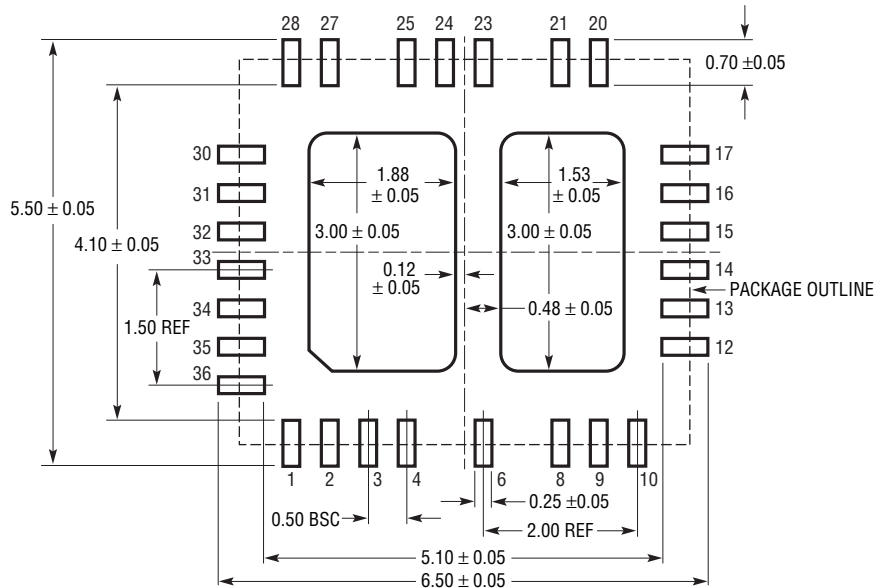 28 27 25 24 23 21 20
0.70 ±0.05
30
31
32
33
34
35
36
17
16
15
14
13
12
1.88
± 0.05
1.53
± 0.05
3.00 ± 0.05
3.00 ± 0.05
5.50 ± 0.05
4.10 ± 0.05
0.12
± 0.05
0.48 ± 0.05
PACKAGE OUTLINE
1.50 REF
1 2 3 4 6 8 9 10
0.25 ±0.05
0.50 BSC
2.00 REF
5.10 ± 0.05
6.50 ± 0.05